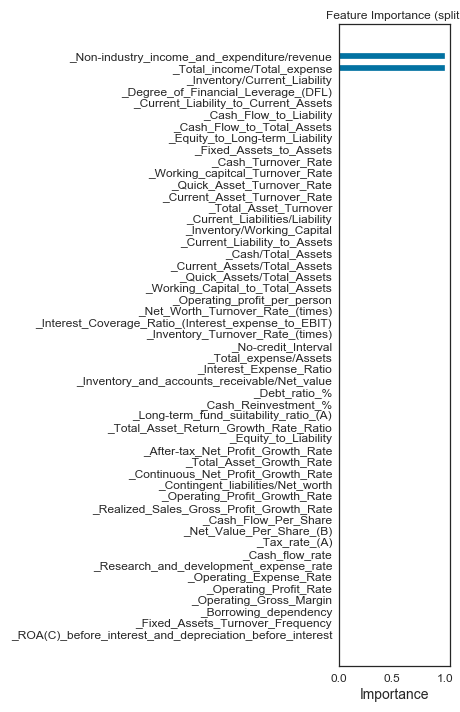 Feature Importance (split
_Non-industry_income_and_expenditure/revenue
_Total_income/Total_expense
_Inventory/Current_Liability
_Degree_of_Financial_Leverage_(DFL)
_Current_Liability_to_Current_Assets
_Cash_Flow_to_Liability
_Cash_Flow_to_Total_Assets
_Equity_to_Long-term_Liability
_Fixed_Assets_to_Assets
_Cash_Turnover_Rate
_Working_capitcal_Turnover_Rate
_Quick_Asset_Turnover_Rate
_Current_Asset_Turnover_Rate
_Total_Asset_Turnover
_Current_Liabilities/Liability
_Inventory/Working_Capital
_Current_Liability_to_Assets
_Cash/Total_Assets
_Current_Assets/Total_Assets
_Quick_Assets/Total_Assets
_Working_Capital_to_Total_Assets
_Operating_profit_per_person
_Net_Worth_Turnover_Rate_(times)
_Interest_Coverage_Ratio_(Interest_expense_to_EBIT)
_Inventory_Turnover_Rate_(times)
_No-credit_Interval
_Total_expense/Assets
_Interest_Expense_Ratio
_Inventory_and_accounts_receivable/Net_value
_Debt_ratio_%
_Cash_Reinvestment_%
_Long-term_fund_suitability_ratio_(A)
_Total_Asset_Return_Growth_Rate_Ratio
_Equity_to_Liability
_After-tax_Net_Profit_Growth_Rate
_Total_Asset_Growth_Rate
_Continuous_Net_Profit_Growth_Rate
_Contingent_liabilities/Net_worth
_Operating_Profit_Growth_Rate
_Realized_Sales_Gross_Profit_Growth_Rate
_Cash_Flow_Per_Share
_Net_Value_Per_Share_(B)
_Tax_rate_(A)
_Cash_flow_rate
_Research_and_development_expense_rate
_Operating_Expense_Rate
_Operating_Profit_Rate
_Operating_Gross_Margin
_Borrowing_dependency
_Fixed_Assets_Turnover_Frequency
_ROA(C)_before_interest_and_depreciation_before_interest
0.0 0.5 1.0
Importance